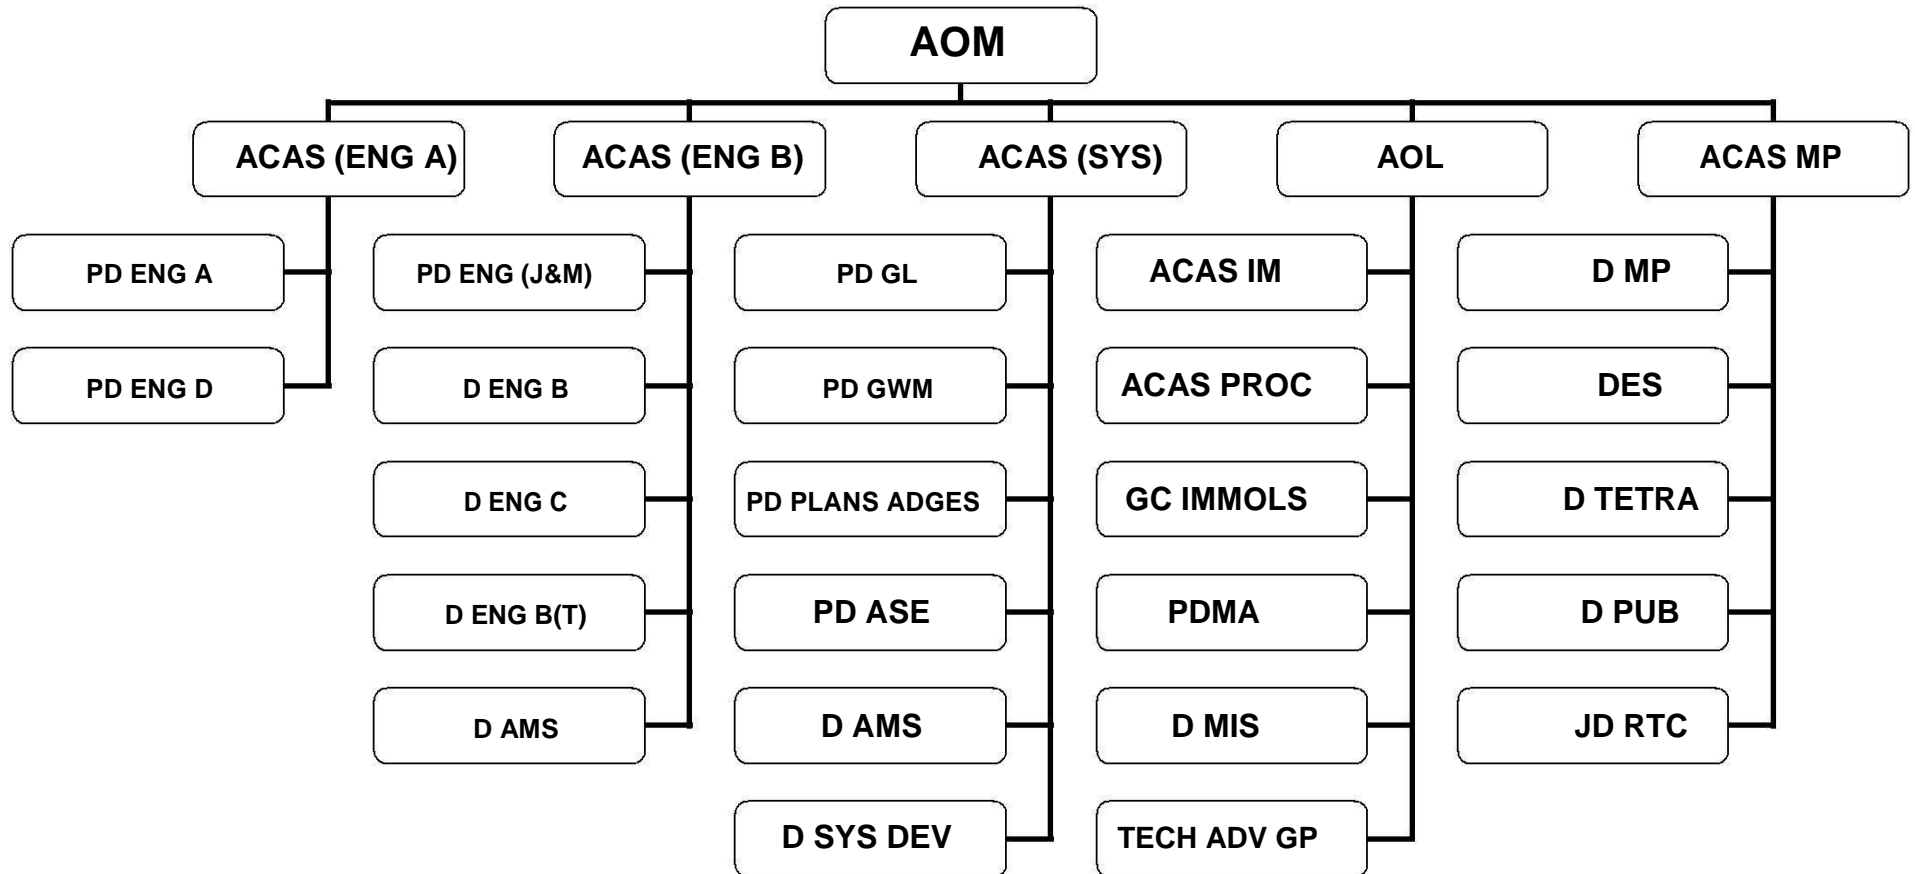 AOM
ACAS (ENG A)
ACAS (ENG B)
ACAS (SYS)
AOL
ACAS MP
PD ENG A
PD ENG (J&M)
PD GL
ACAS IM
D MP
PD ENG D
D ENG B
PD GWM
ACAS PROC
DES
D ENG C
PD PLANS ADGES
GC IMMOLS
D TETRA
D ENG B(T)
PD ASE
PDMA
D PUB
D AMS
D AMS
D MIS
JD RTC
D SYS DEV
TECH ADV GP